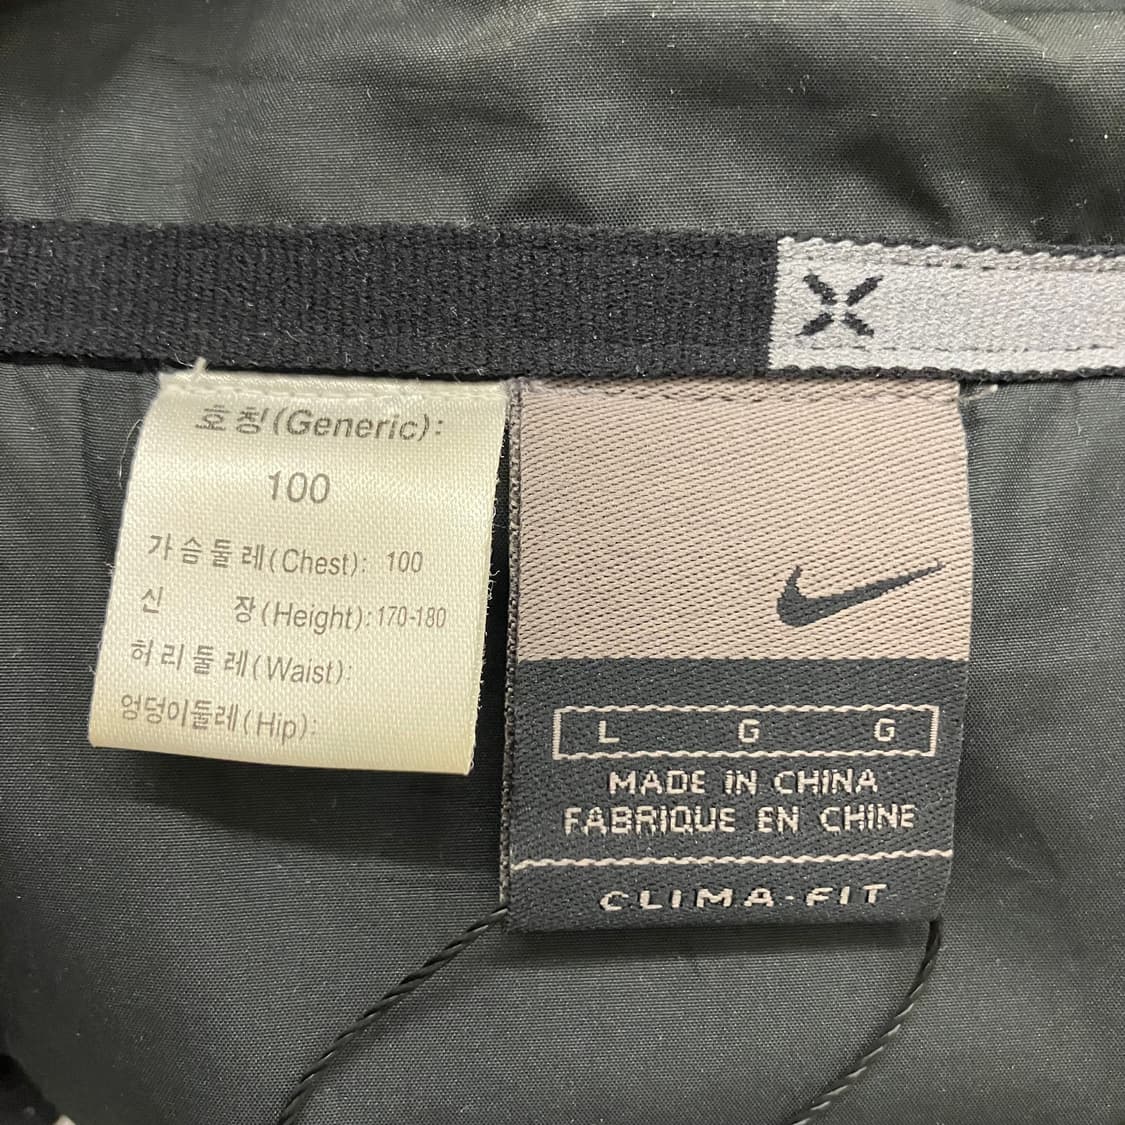 호칭(Generic):
100
가슴둘레(Chest): 100
신 장(Height):170-180
허리둘레(Waist):
엉덩이둘레(Hip):
L G G
MADE IN CHINA
FABRIQUE EN CHINE
CLIMA-FIT